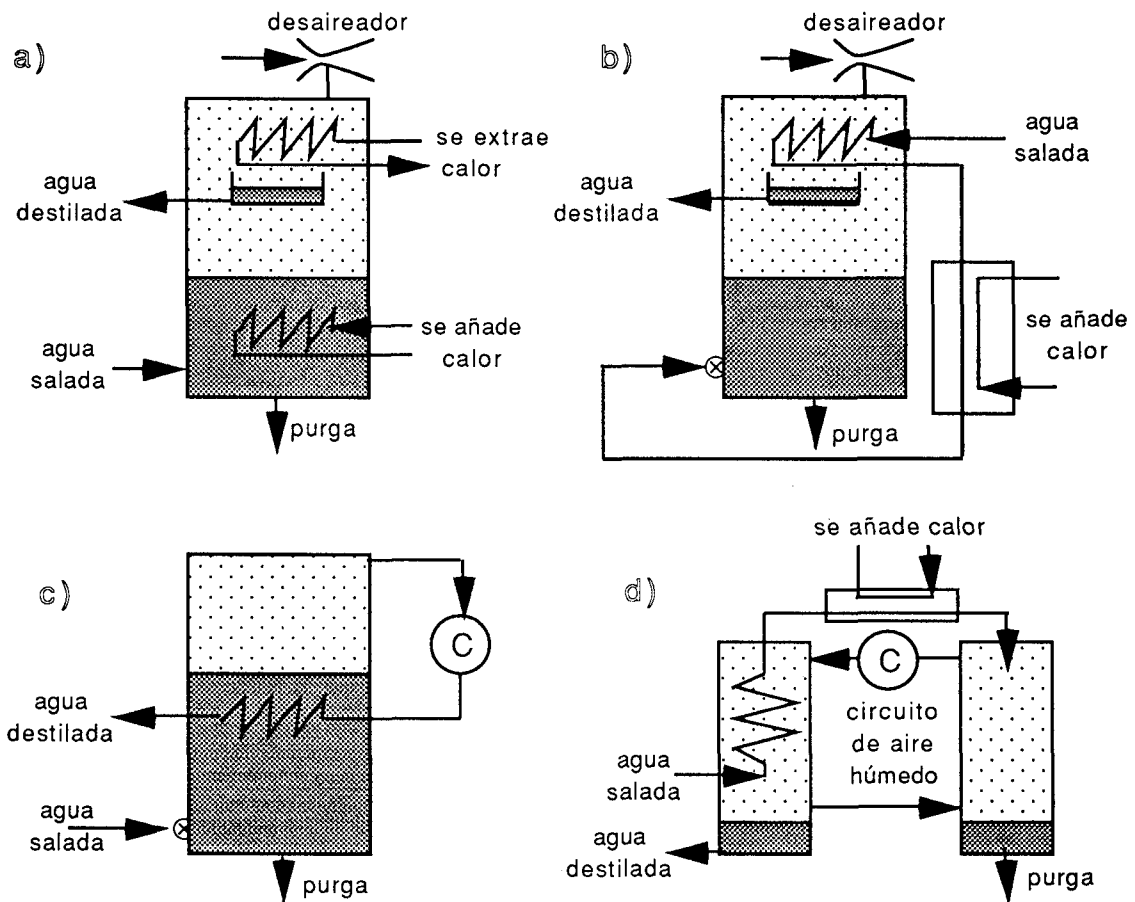 a)
desaireador
se extrae
calor
agua
destilada
se añade
calor
agua
salada
purga
b)
desaireador
agua
salada
agua
destilada
se añade
calor
purga
c)
C
agua
destilada
agua
salada
purga
d)
se añade calor
C
circuito
de aire
húmedo
agua
salada
agua
destilada
purga